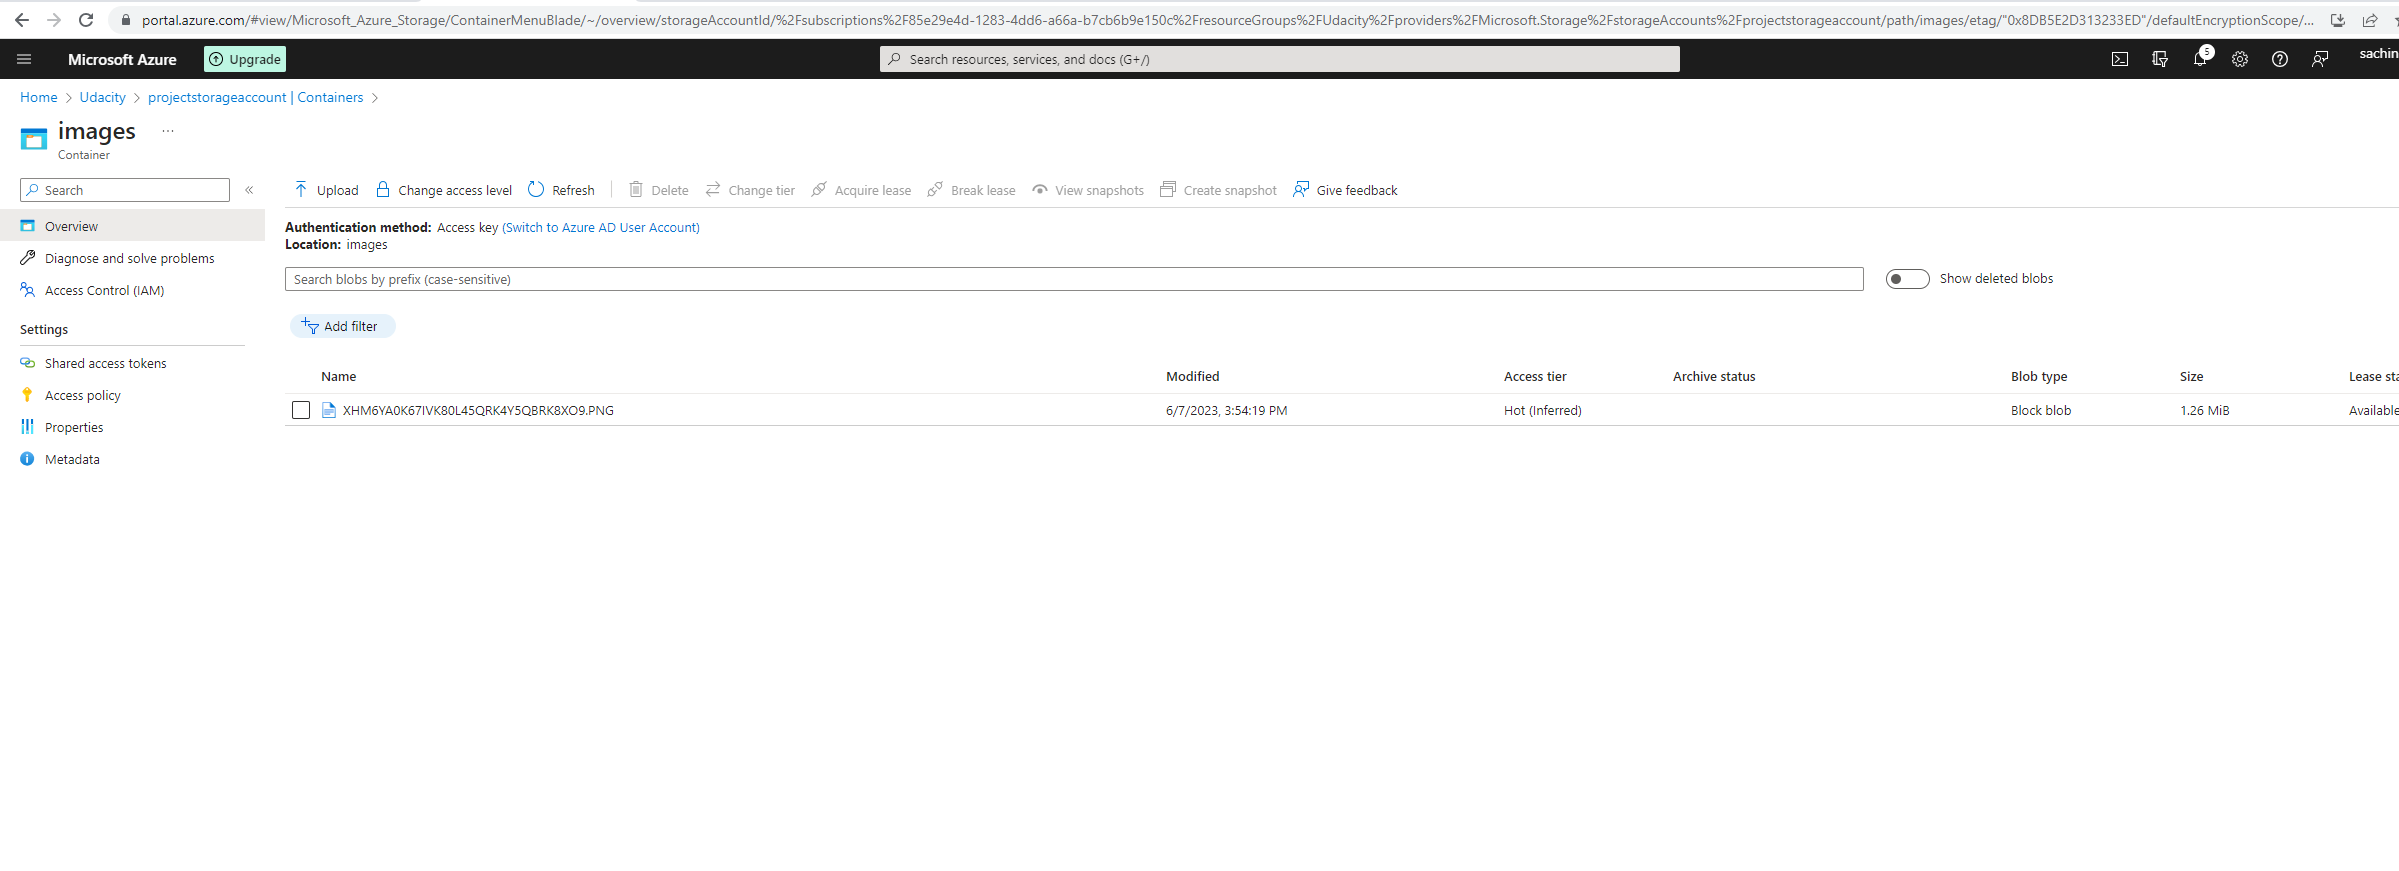 portal.azure.com/#view/Microsoft_Azure_Storage/ContainerMenuBlade/~/overview/storageAccountId/%2Fsubscriptions%2F85e29e4d-1283-4dd6-a66a-b7cb6b9e150c%2FresourceGroups%2FUdacity%2Fproviders%2FMicrosoft.Storage%2FstorageAccounts%2Fprojectstorageaccount/path/images/etag/"0x8DB5E2D313233ED"/defaultEncryptionScope/...
Microsoft Azure Upgrade Search resources, services, and docs (G+/) 5 sachin
Home > Udacity > projectstorageaccount | Containers >
images ...
Container
Search « Upload Change access level Refresh Delete Change tier Acquire lease Break lease View snapshots Create snapshot Give feedback
Overview
Diagnose and solve problems
Access Control (IAM)
Settings
Shared access tokens
Access policy
Properties
Metadata
Authentication method: Access key (Switch to Azure AD User Account)
Location: images
Search blobs by prefix (case-sensitive) Show deleted blobs
Add filter
Name Modified Access tier Archive status Blob type Size Lease sta
XHM6YA0K67IVK80L45QRK4Y5QBRK8XO9.PNG 6/7/2023, 3:54:19 PM Hot (Inferred) Block blob 1.26 MiB Available